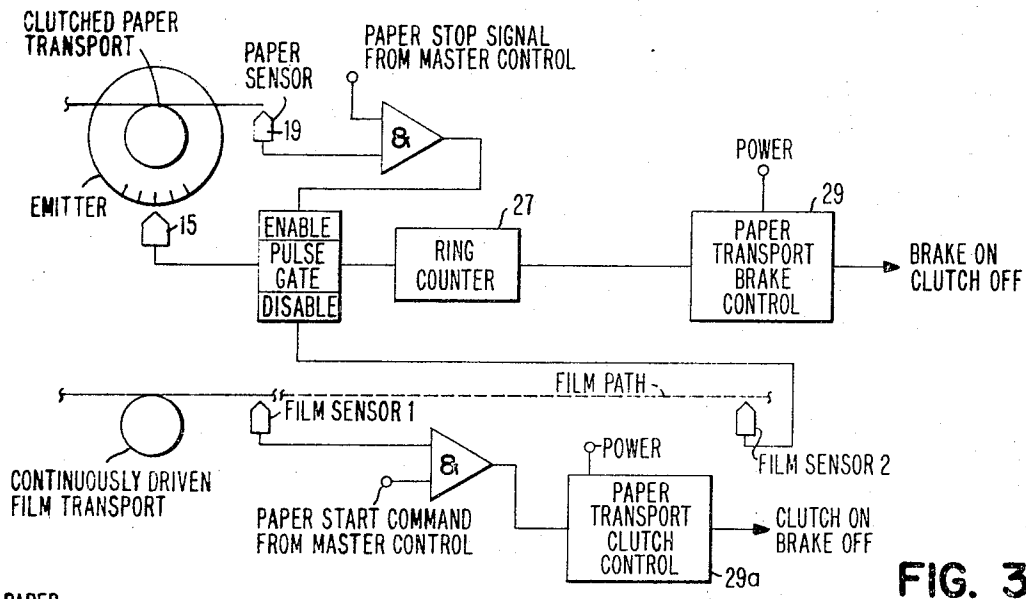 CLUTCHED PAPER
TRANSPORT
PAPER
SENSOR
19
PAPER STOP SIGNAL
FROM MASTER CONTROL
&
EMITTER
15
ENABLE
PULSE
GATE
DISABLE
27
RING
COUNTER
POWER
29
PAPER
TRANSPORT
BRAKE
CONTROL
BRAKE ON
CLUTCH OFF
FILM PATH
FILM SENSOR 1
FILM SENSOR 2
CONTINUOUSLY DRIVEN
FILM TRANSPORT
&
PAPER START COMMAND
FROM MASTER CONTROL
POWER
PAPER
TRANSPORT
CLUTCH
CONTROL
29a
CLUTCH ON
BRAKE OFF
FIG. 3
PAPER